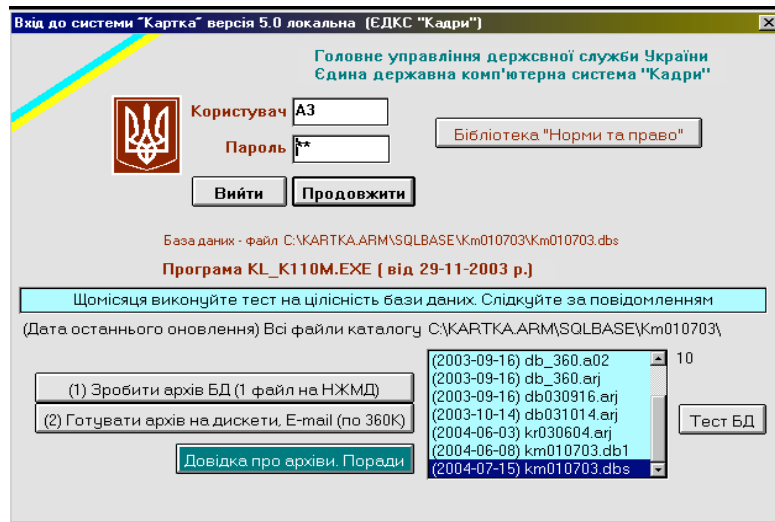 Вхід до системи "Картка" версія 5.0 локальна (ЄДКС "Кадри")
Головне управління держсвної служби України
Єдина державна комп'ютерна система "Кадри"
Користувач АЗ
Пароль **
Бібліотека "Норми та право"
Вийти Продовжити
База даних - файл C:\KARTKA.ARM\SQLBASE\Km010703\Km010703.dbs
Програма KL_K110M.EXE ( від 29-11-2003 р.)
Щомісяця виконуйте тест на цілісність бази даних. Слідкуйте за повідомленням
(Дата останнього оновлення) Всі файли каталогу C:\KARTKA.ARM\SQLBASE\Km010703\
(2003-09-16) db_360.a02
(2003-09-16) db_360.arj
(2003-09-16) db030916.arj
(2003-10-14) db031014.arj
(2004-06-03) kr030604.arj
(2004-06-08) km010703.db1
(2004-07-15) km010703.dbs
10
(1) Зробити архів БД (1 файл на НЖМД)
(2) Готувати архів на дискети, E-mail (по 360К)
Тест БД
Довідка про архіви. Поради